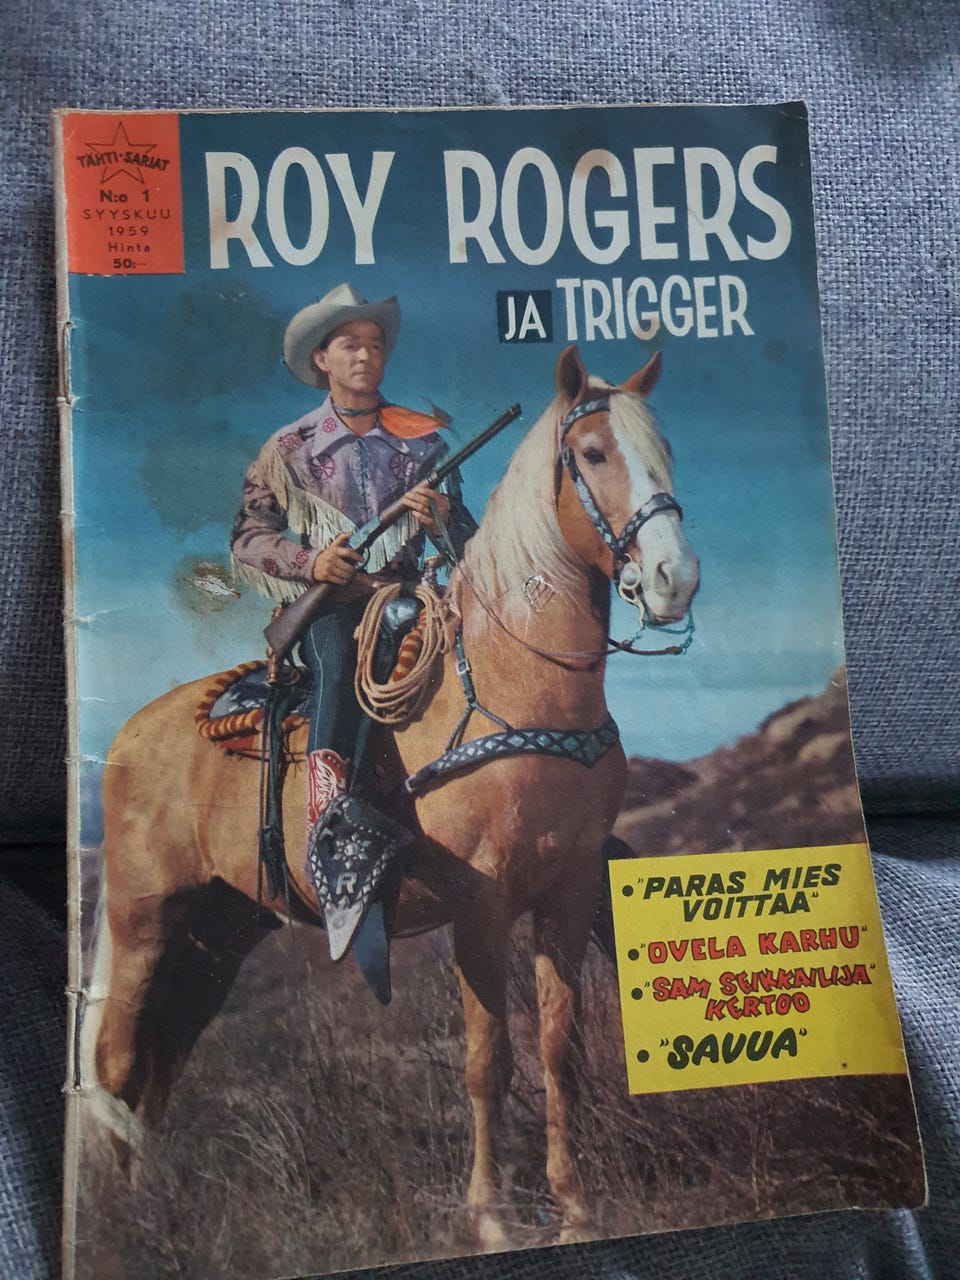 TÄHTI-SARJAT
N:o 1
SYYSKUU
1959
Hinta
50:—
ROY ROGERS
JA TRIGGER
R
• "PARAS MIES
VOITTAA"
• "OVELA KARHU"
• "SAM SEIKKAILIJA"
KERTOO
• "SAVUA"